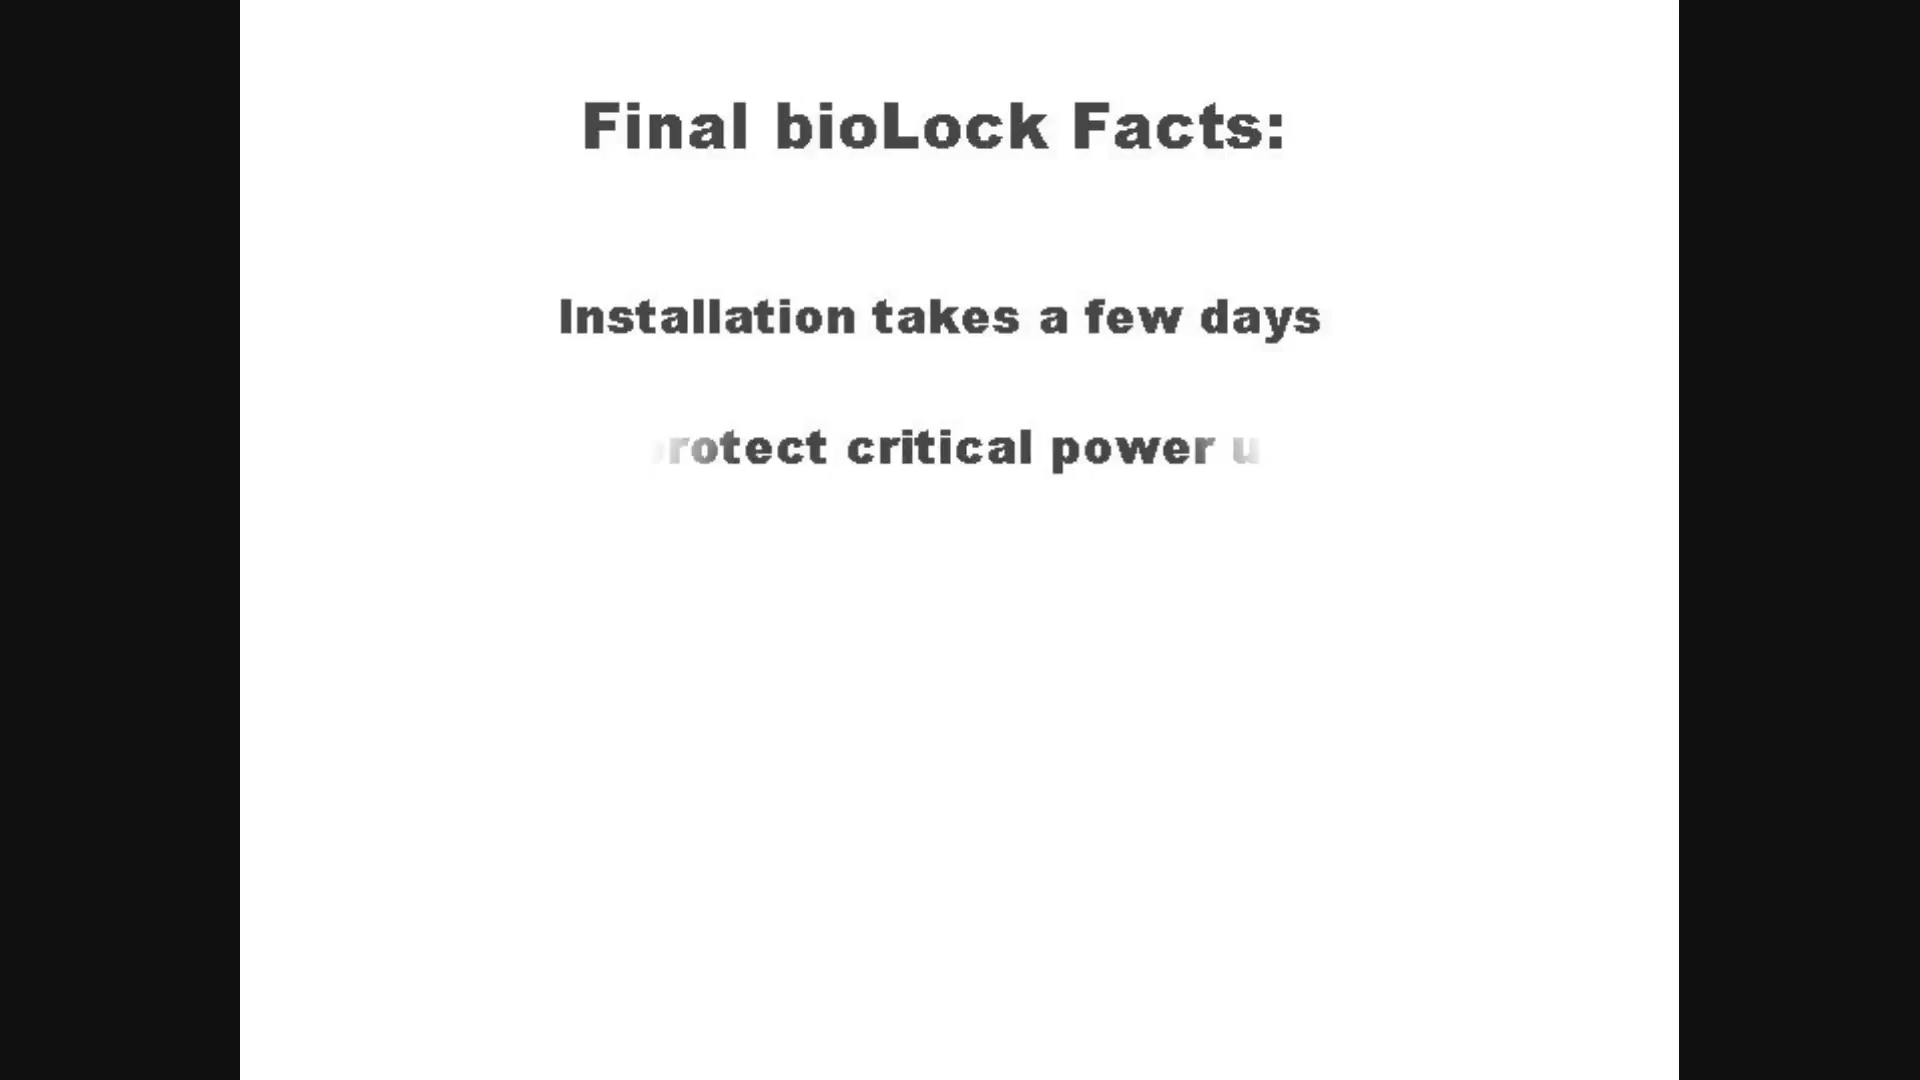 Final bioLock Facts:
Installation takes a few days
rotect critical power u